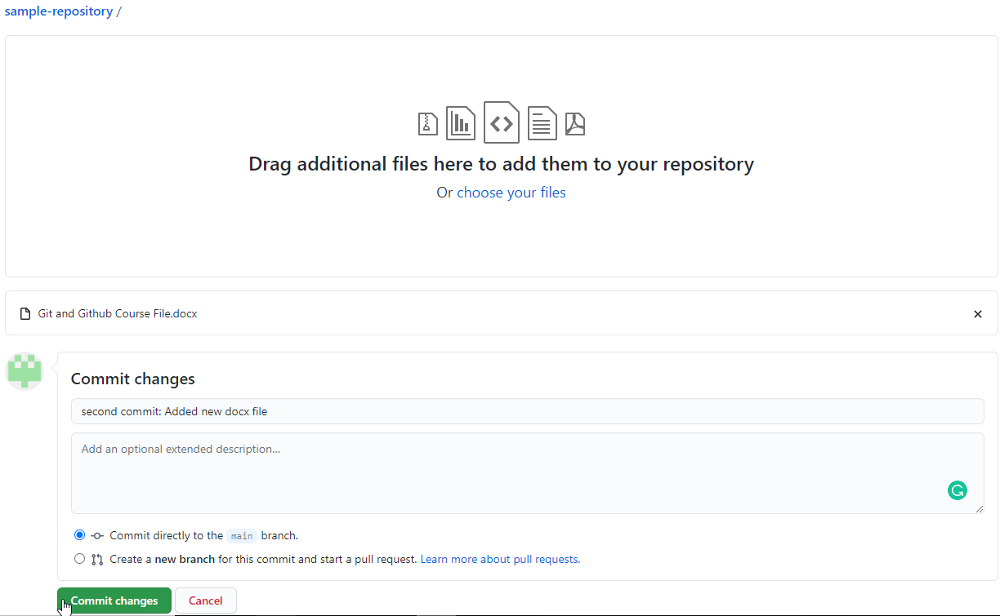 sample-repository /
Drag additional files here to add them to your repository
Or choose your files
Git and Github Course File.docx
Commit changes
second commit: Added new docx file
Add an optional extended description...
Commit directly to the main branch.
Create a new branch for this commit and start a pull request. Learn more about pull requests.
Commit changes Cancel